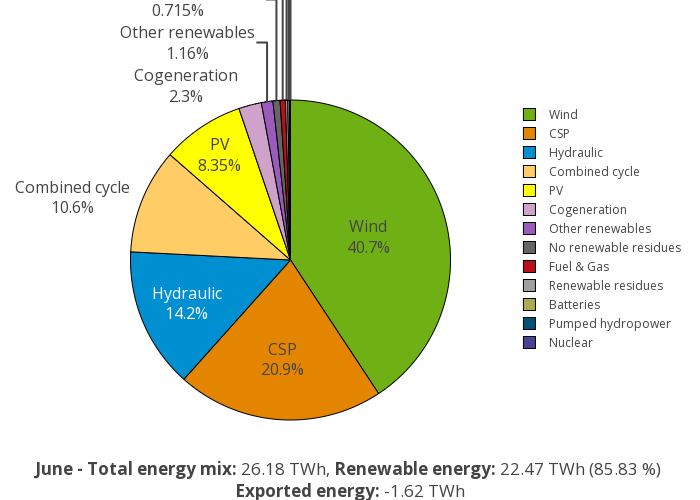 0.715%
Other renewables
1.16%
Cogeneration
2.3%
PV
8.35%
Combined cycle
10.6%
Wind
40.7%
Hydraulic
14.2%
CSP
20.9%
Wind
CSP
Hydraulic
Combined cycle
PV
Cogeneration
Other renewables
No renewable residues
Fuel & Gas
Renewable residues
Batteries
Pumped hydropower
Nuclear
June - Total energy mix: 26.18 TWh, Renewable energy: 22.47 TWh (85.83 %)
Exported energy: -1.62 TWh